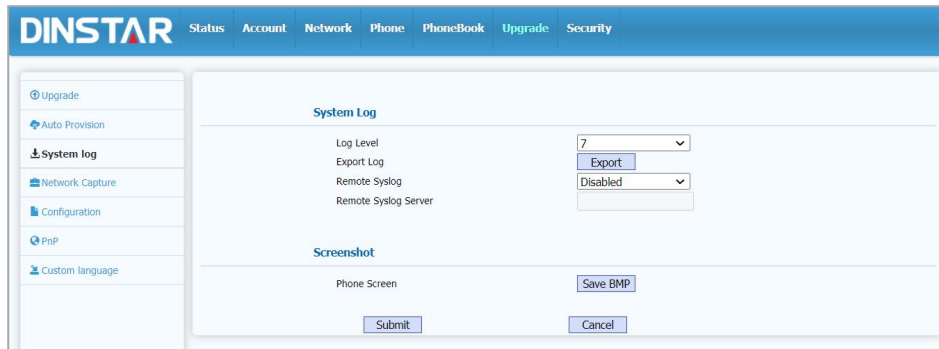 DINSTAR Status Account Network Phone PhoneBook Upgrade Security
Upgrade
Auto Provision
System log
Network Capture
Configuration
PnP
Custom language
System Log
Log Level 7
Export Log Export
Remote Syslog Disabled
Remote Syslog Server
Screenshot
Phone Screen Save BMP
Submit Cancel